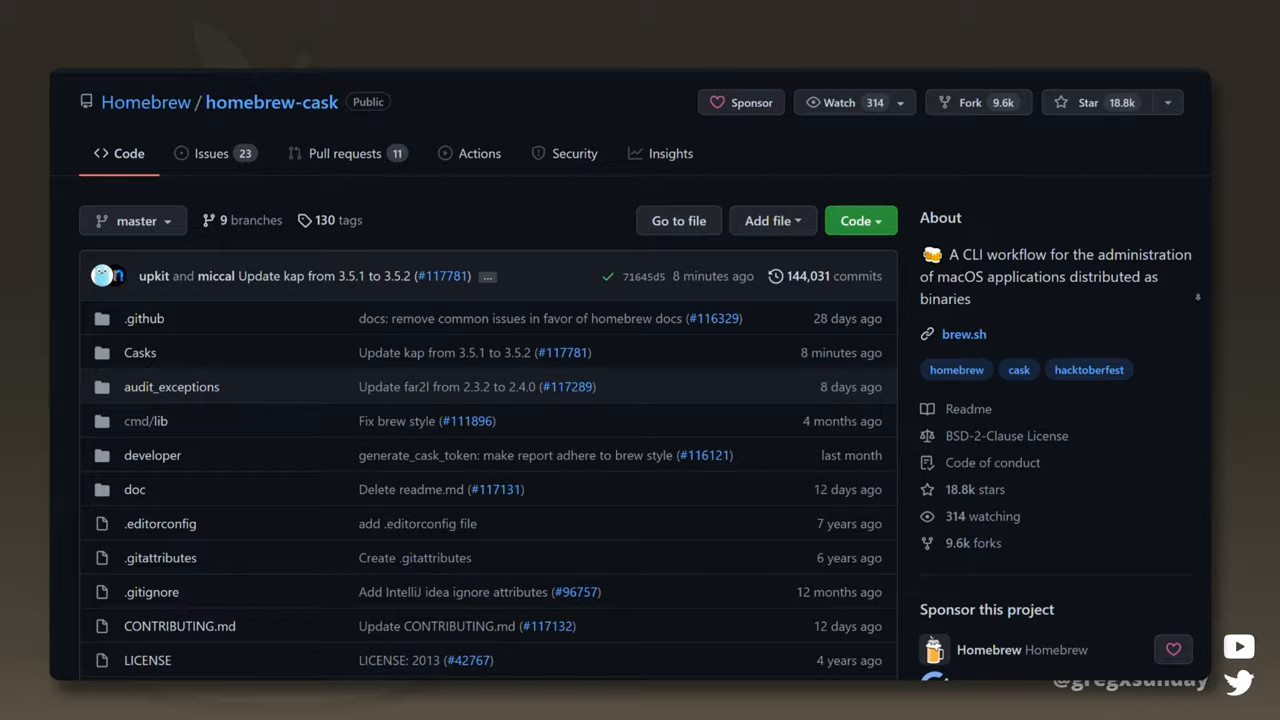 Homebrew / homebrew-cask Public
Sponsor Watch 314 Fork 9.6k Star 18.8k
Code Issues 23 Pull requests 11 Actions Security Insights
master 9 branches 130 tags Go to file Add file Code
upkit and miccal Update kap from 3.5.1 to 3.5.2 (#117781) ... 71645d5 8 minutes ago 144,031 commits
.github docs: remove common issues in favor of homebrew docs (#116329) 28 days ago
Casks Update kap from 3.5.1 to 3.5.2 (#117781) 8 minutes ago
audit_exceptions Update far2l from 2.3.2 to 2.4.0 (#117289) 8 days ago
cmd/lib Fix brew style (#111896) 4 months ago
developer generate_cask_token: make report adhere to brew style (#116121) last month
doc Delete readme.md (#117131) 12 days ago
.editorconfig add .editorconfig file 7 years ago
.gitattributes Create .gitattributes 6 years ago
.gitignore Add IntelliJ idea ignore attributes (#96757) 12 months ago
CONTRIBUTING.md Update CONTRIBUTING.md (#117132) 12 days ago
LICENSE LICENSE: 2013 (#42767) 4 years ago
About
A CLI workflow for the administration
of macOS applications distributed as
binaries
brew.sh
homebrew cask hacktoberfest
Readme
BSD-2-Clause License
Code of conduct
18.8k stars
314 watching
9.6k forks
Sponsor this project
Homebrew Homebrew
@gregxsunday